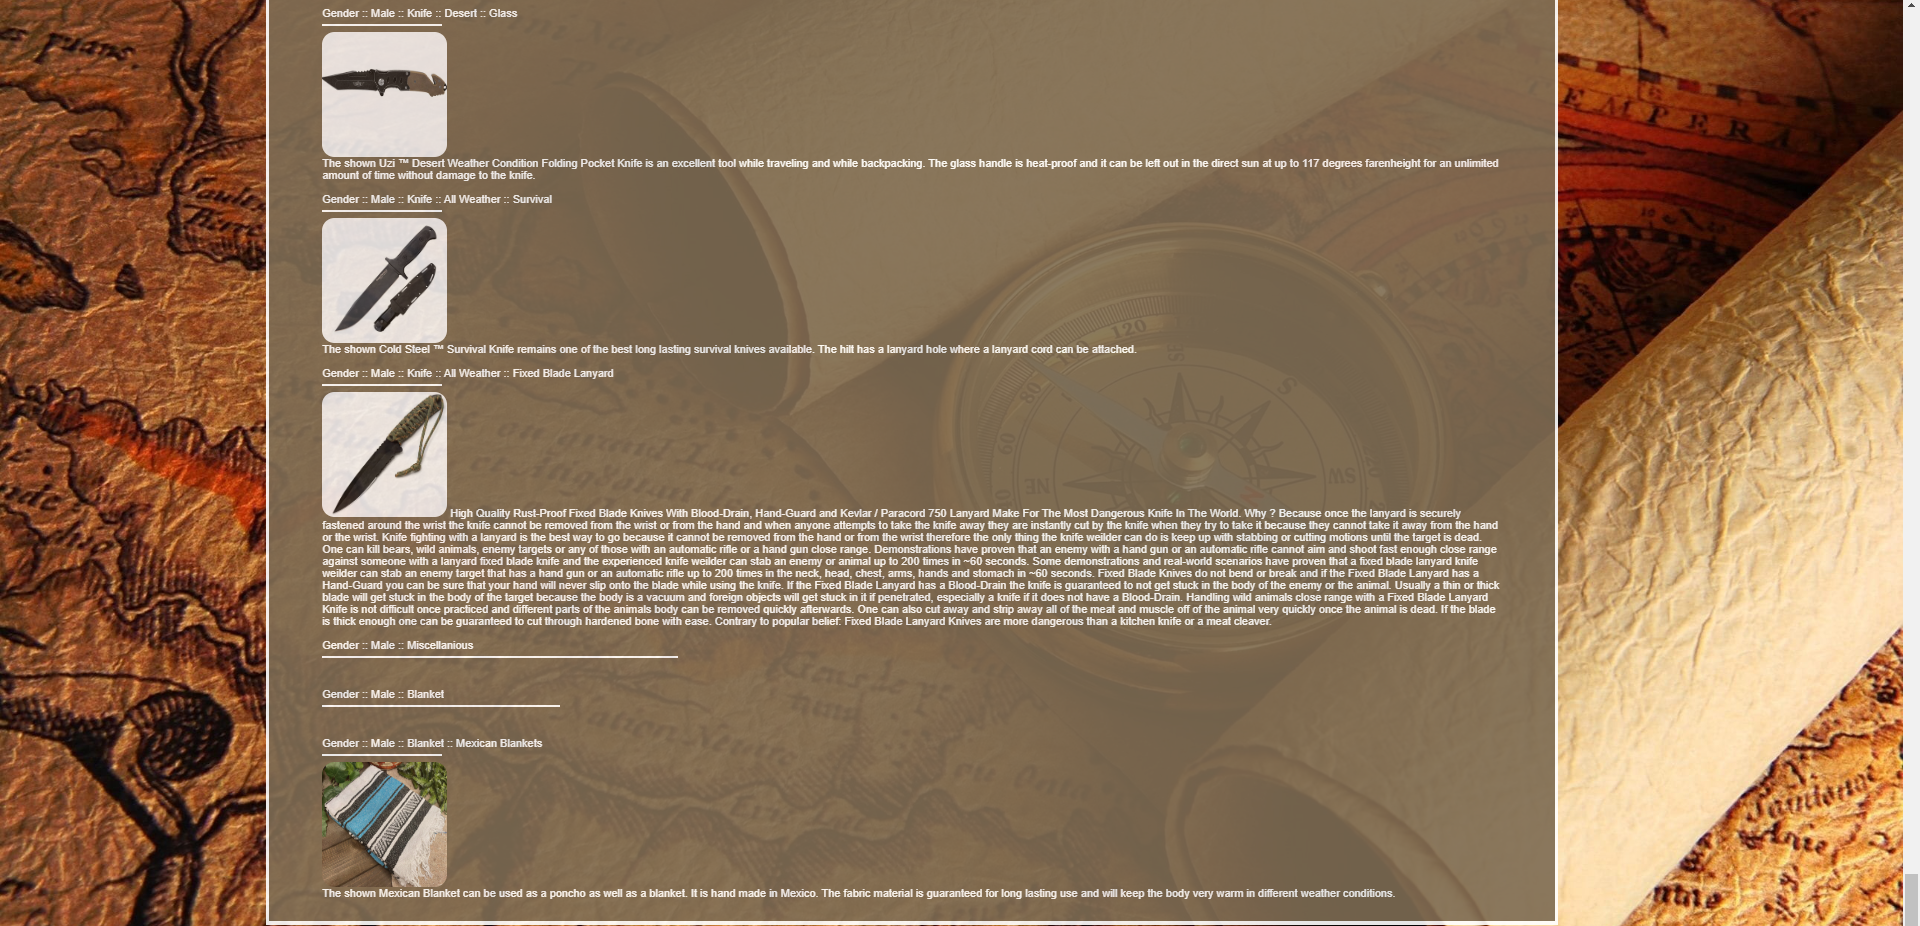 Gender :: Male :: Knife :: Desert :: Glass
The shown Uzi ™ Desert Weather Condition Folding Pocket Knife is an excellent tool while traveling and while backpacking. The glass handle is heat-proof and it can be left out in the direct sun at up to 117 degrees farenheight for an unlimited
amount of time without damage to the knife.
Gender :: Male :: Knife :: All Weather :: Survival
The shown Cold Steel ™ Survival Knife remains one of the best long lasting survival knives available. The hilt has a lanyard hole where a lanyard cord can be attached.
Gender :: Male :: Knife :: All Weather :: Fixed Blade Lanyard
High Quality Rust-Proof Fixed Blade Knives With Blood-Drain, Hand-Guard and Kevlar / Paracord 750 Lanyard Make For The Most Dangerous Knife In The World. Why ? Because once the lanyard is securely
fastened around the wrist the knife cannot be removed from the wrist or from the hand and when anyone attempts to take the knife away they are instantly cut by the knife when they try to take it because they cannot take it away from the hand
or the wrist. Knife fighting with a lanyard is the best way to go because it cannot be removed from the hand or from the wrist therefore the only thing the knife weilder can do is keep up with stabbing or cutting motions until the target is dead.
One can kill bears, wild animals, enemy targets or any of those with an automatic rifle or a hand gun close range. Demonstrations have proven that an enemy with a hand gun or an automatic rifle cannot aim and shoot fast enough close range
against someone with a lanyard fixed blade knife and the experienced knife weilder can stab an enemy or animal up to 200 times in ~60 seconds. Some demonstrations and real-world scenarios have proven that a fixed blade lanyard knife
weilder can stab an enemy target that has a hand gun or an automatic rifle up to 200 times in the neck, head, chest, arms, hands and stomach in ~60 seconds. Fixed Blade Knives do not bend or break and if the Fixed Blade Lanyard has a
Hand-Guard you can be sure that your hand will never slip onto the blade while using the knife. If the Fixed Blade Lanyard has a Blood-Drain the knife is guaranteed to not get stuck in the body of the enemy or the animal. Usually a thin or thick
blade will get stuck in the body of the target because the body is a vacuum and foreign objects will get stuck in it if penetrated, especially a knife if it does not have a Blood-Drain. Handling wild animals close range with a Fixed Blade Lanyard
Knife is not difficult once practiced and different parts of the animals body can be removed quickly afterwards. One can also cut away and strip away all of the meat and muscle off of the animal very quickly once the animal is dead. If the blade
is thick enough one can be guaranteed to cut through hardened bone with ease. Contrary to popular belief: Fixed Blade Lanyard Knives are more dangerous than a kitchen knife or a meat cleaver.
Gender :: Male :: Miscellanious
Gender :: Male :: Blanket
Gender :: Male :: Blanket :: Mexican Blankets
The shown Mexican Blanket can be used as a poncho as well as a blanket. It is hand made in Mexico. The fabric material is guaranteed for long lasting use and will keep the body very warm in different weather conditions.
120
80
60
0
SE
S
SW
NE
N
TEMPERA